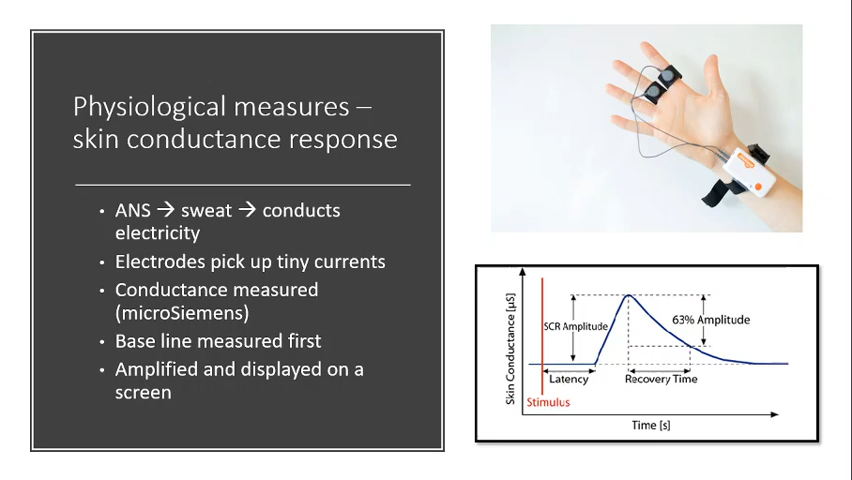 Physiological measures –
skin conductance response
• ANS → sweat → conducts
electricity
• Electrodes pick up tiny currents
• Conductance measured
(microSiemens)
• Base line measured first
• Amplified and displayed on a
screen
Skin Conductance [µS]
SCR Amplitude
63% Amplitude
Latency
Recovery Time
Stimulus
Time [s]